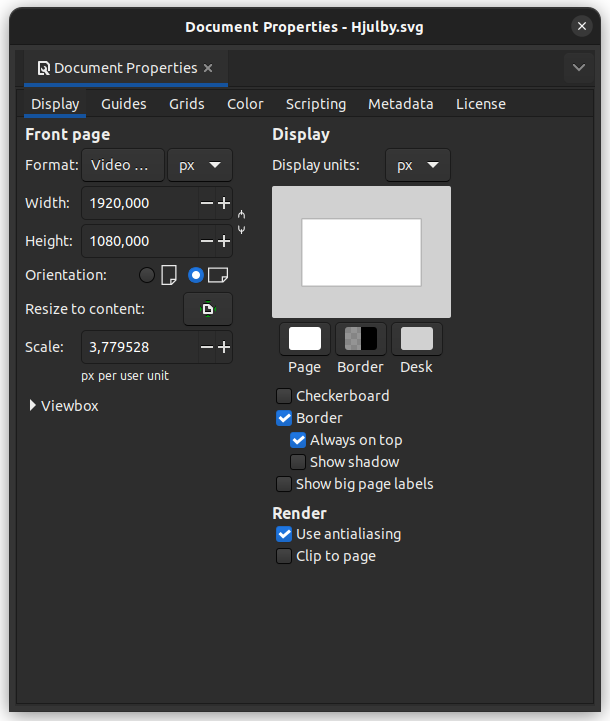 Document Properties - Hjulby.svg
Document Properties
Display Guides Grids Color Scripting Metadata License
Front page
Format: Video ... px
Width: 1920,000
Height: 1080,000
Orientation:
Resize to content:
Scale: 3,779528
px per user unit
Viewbox
Display
Display units: px
Page Border Desk
Checkerboard
Border
Always on top
Show shadow
Show big page labels
Render
Use antialiasing
Clip to page